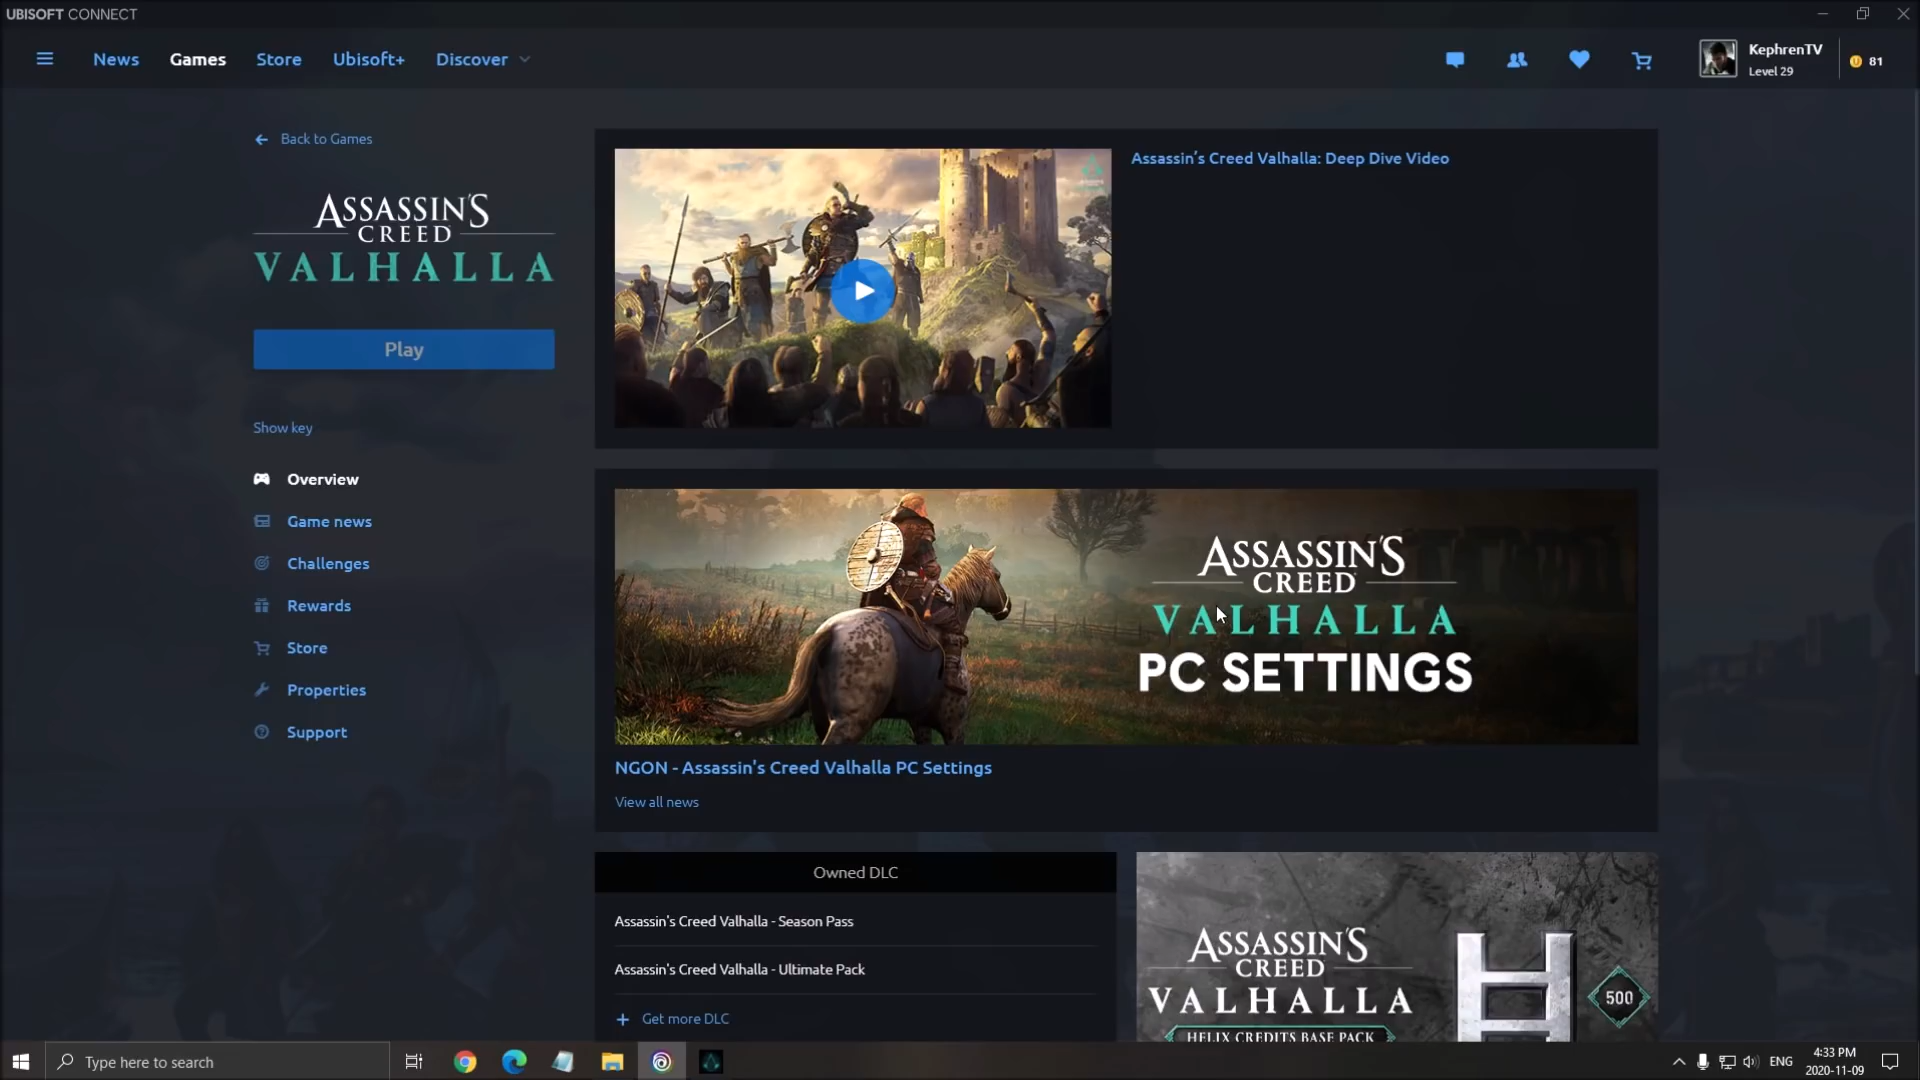 UBISOFT CONNECT
News Games Store Ubisoft+ Discover
KephrenTV
Level 29
81
Back to Games
ASSASSIN'S
CREED
VALHALLA
Play
Show key
Overview
Game news
Challenges
Rewards
Store
Properties
Support
Assassin's Creed Valhalla: Deep Dive Video
ASSASSIN'S
CREED
VALHALLA
PC SETTINGS
NGON - Assassin's Creed Valhalla PC Settings
View all news
Owned DLC
Assassin's Creed Valhalla - Season Pass
Assassin's Creed Valhalla - Ultimate Pack
+ Get more DLC
ASSASSIN'S
CREED
VALHALLA
HELIX CREDITS BASE PACK
500
Type here to search
ENG
4:33 PM
2020-11-09